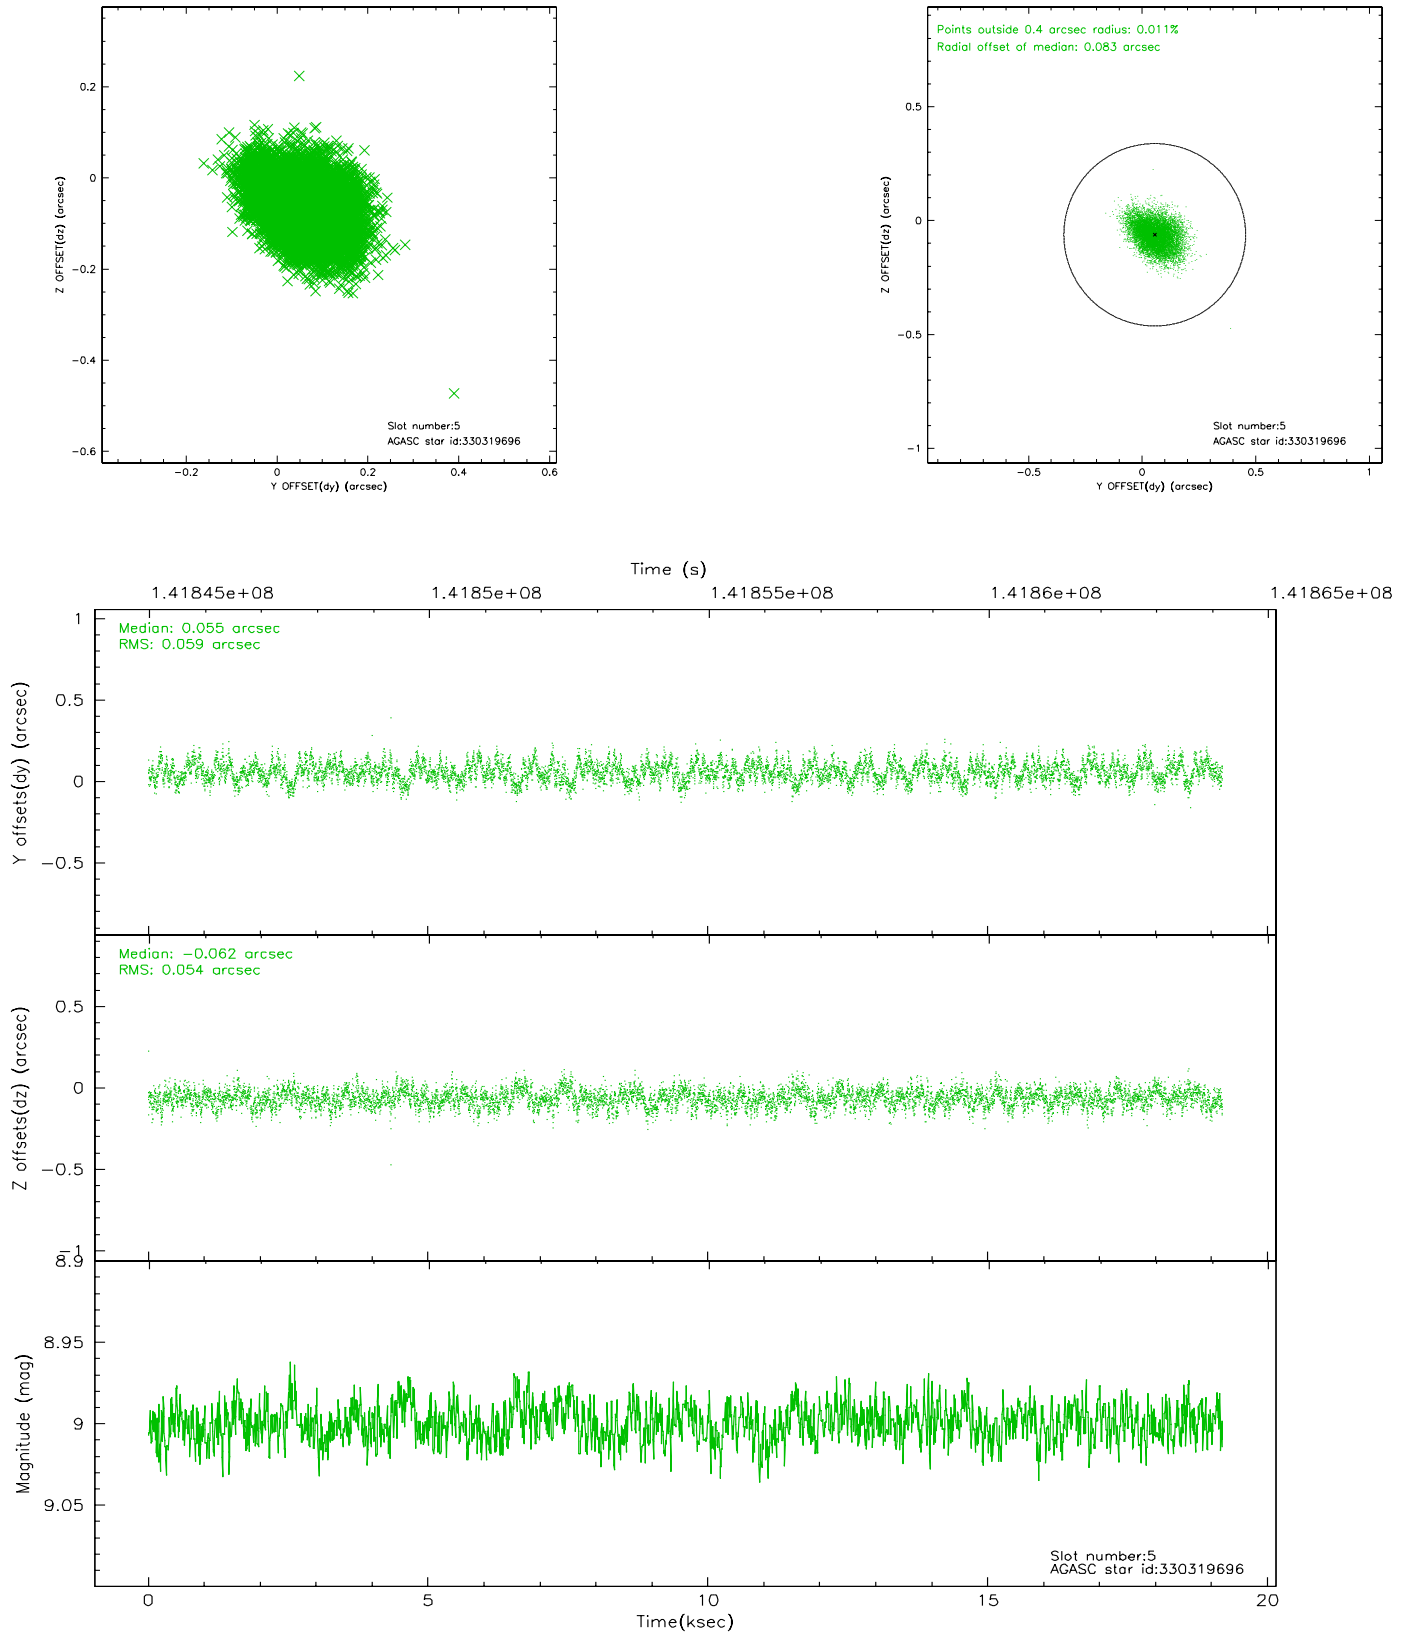 0.2
0
-0.2
-0.4
-0.6
Z OFFSET(dz) (arcsec)
Slot number:5
AGASC star id:330319696
-0.2 0 0.2 0.4 0.6
Y OFFSET(dy) (arcsec)
Points outside 0.4 arcsec radius: 0.011%
Radial offset of median: 0.083 arcsec
0.5
0
-0.5
-1
Z OFFSET(dz) (arcsec)
Slot number:5
AGASC star id:330319696
-0.5 0 0.5 1
Y OFFSET(dy) (arcsec)
Time (s)
1.41845e+08 1.4185e+08 1.41855e+08 1.4186e+08 1.41865e+08
Median: 0.055 arcsec
RMS: 0.059 arcsec
1
0.5
0
-0.5
Y offsets(dy) (arcsec)
Median: -0.062 arcsec
RMS: 0.054 arcsec
0.5
0
-0.5
-1
Z offsets(dz) (arcsec)
8.9
8.95
9
9.05
Magnitude (mag)
Slot number:5
AGASC star id:330319696
0 5 10 15 20
Time(ksec)